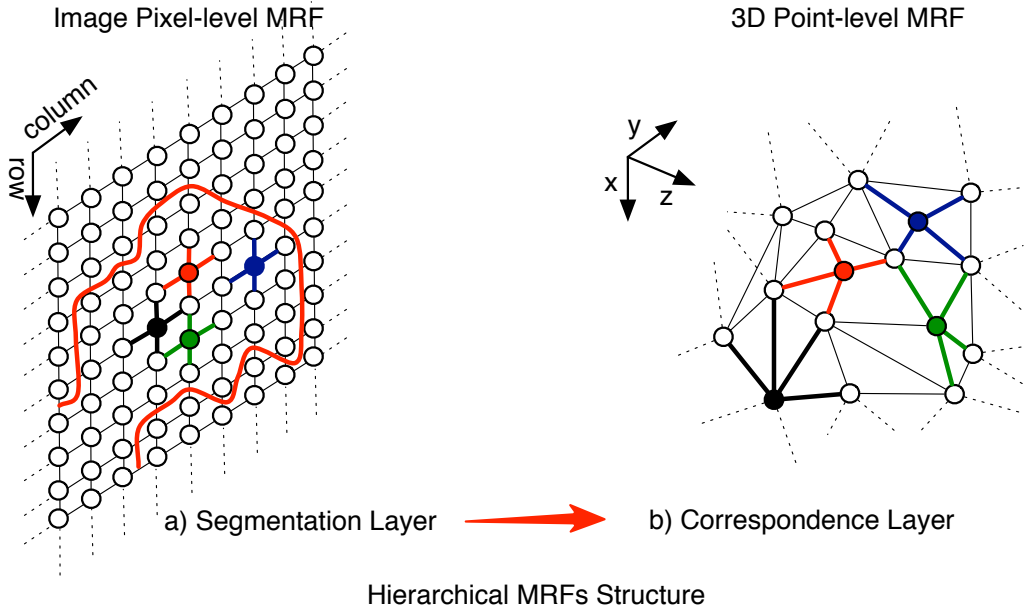 Image Pixel-level MRF
3D Point-level MRF
column
row
y
x
z
a) Segmentation Layer
b) Correspondence Layer
Hierarchical MRFs Structure